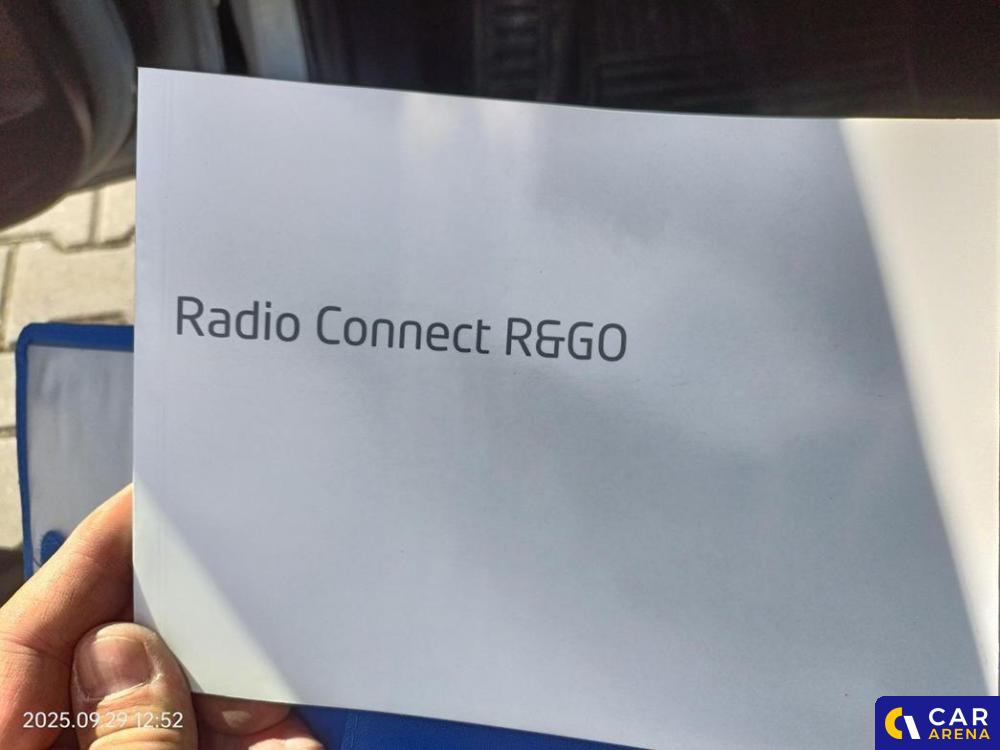 Radio Connect R&GO
2025.09.29 12:52
CAR
ARENA